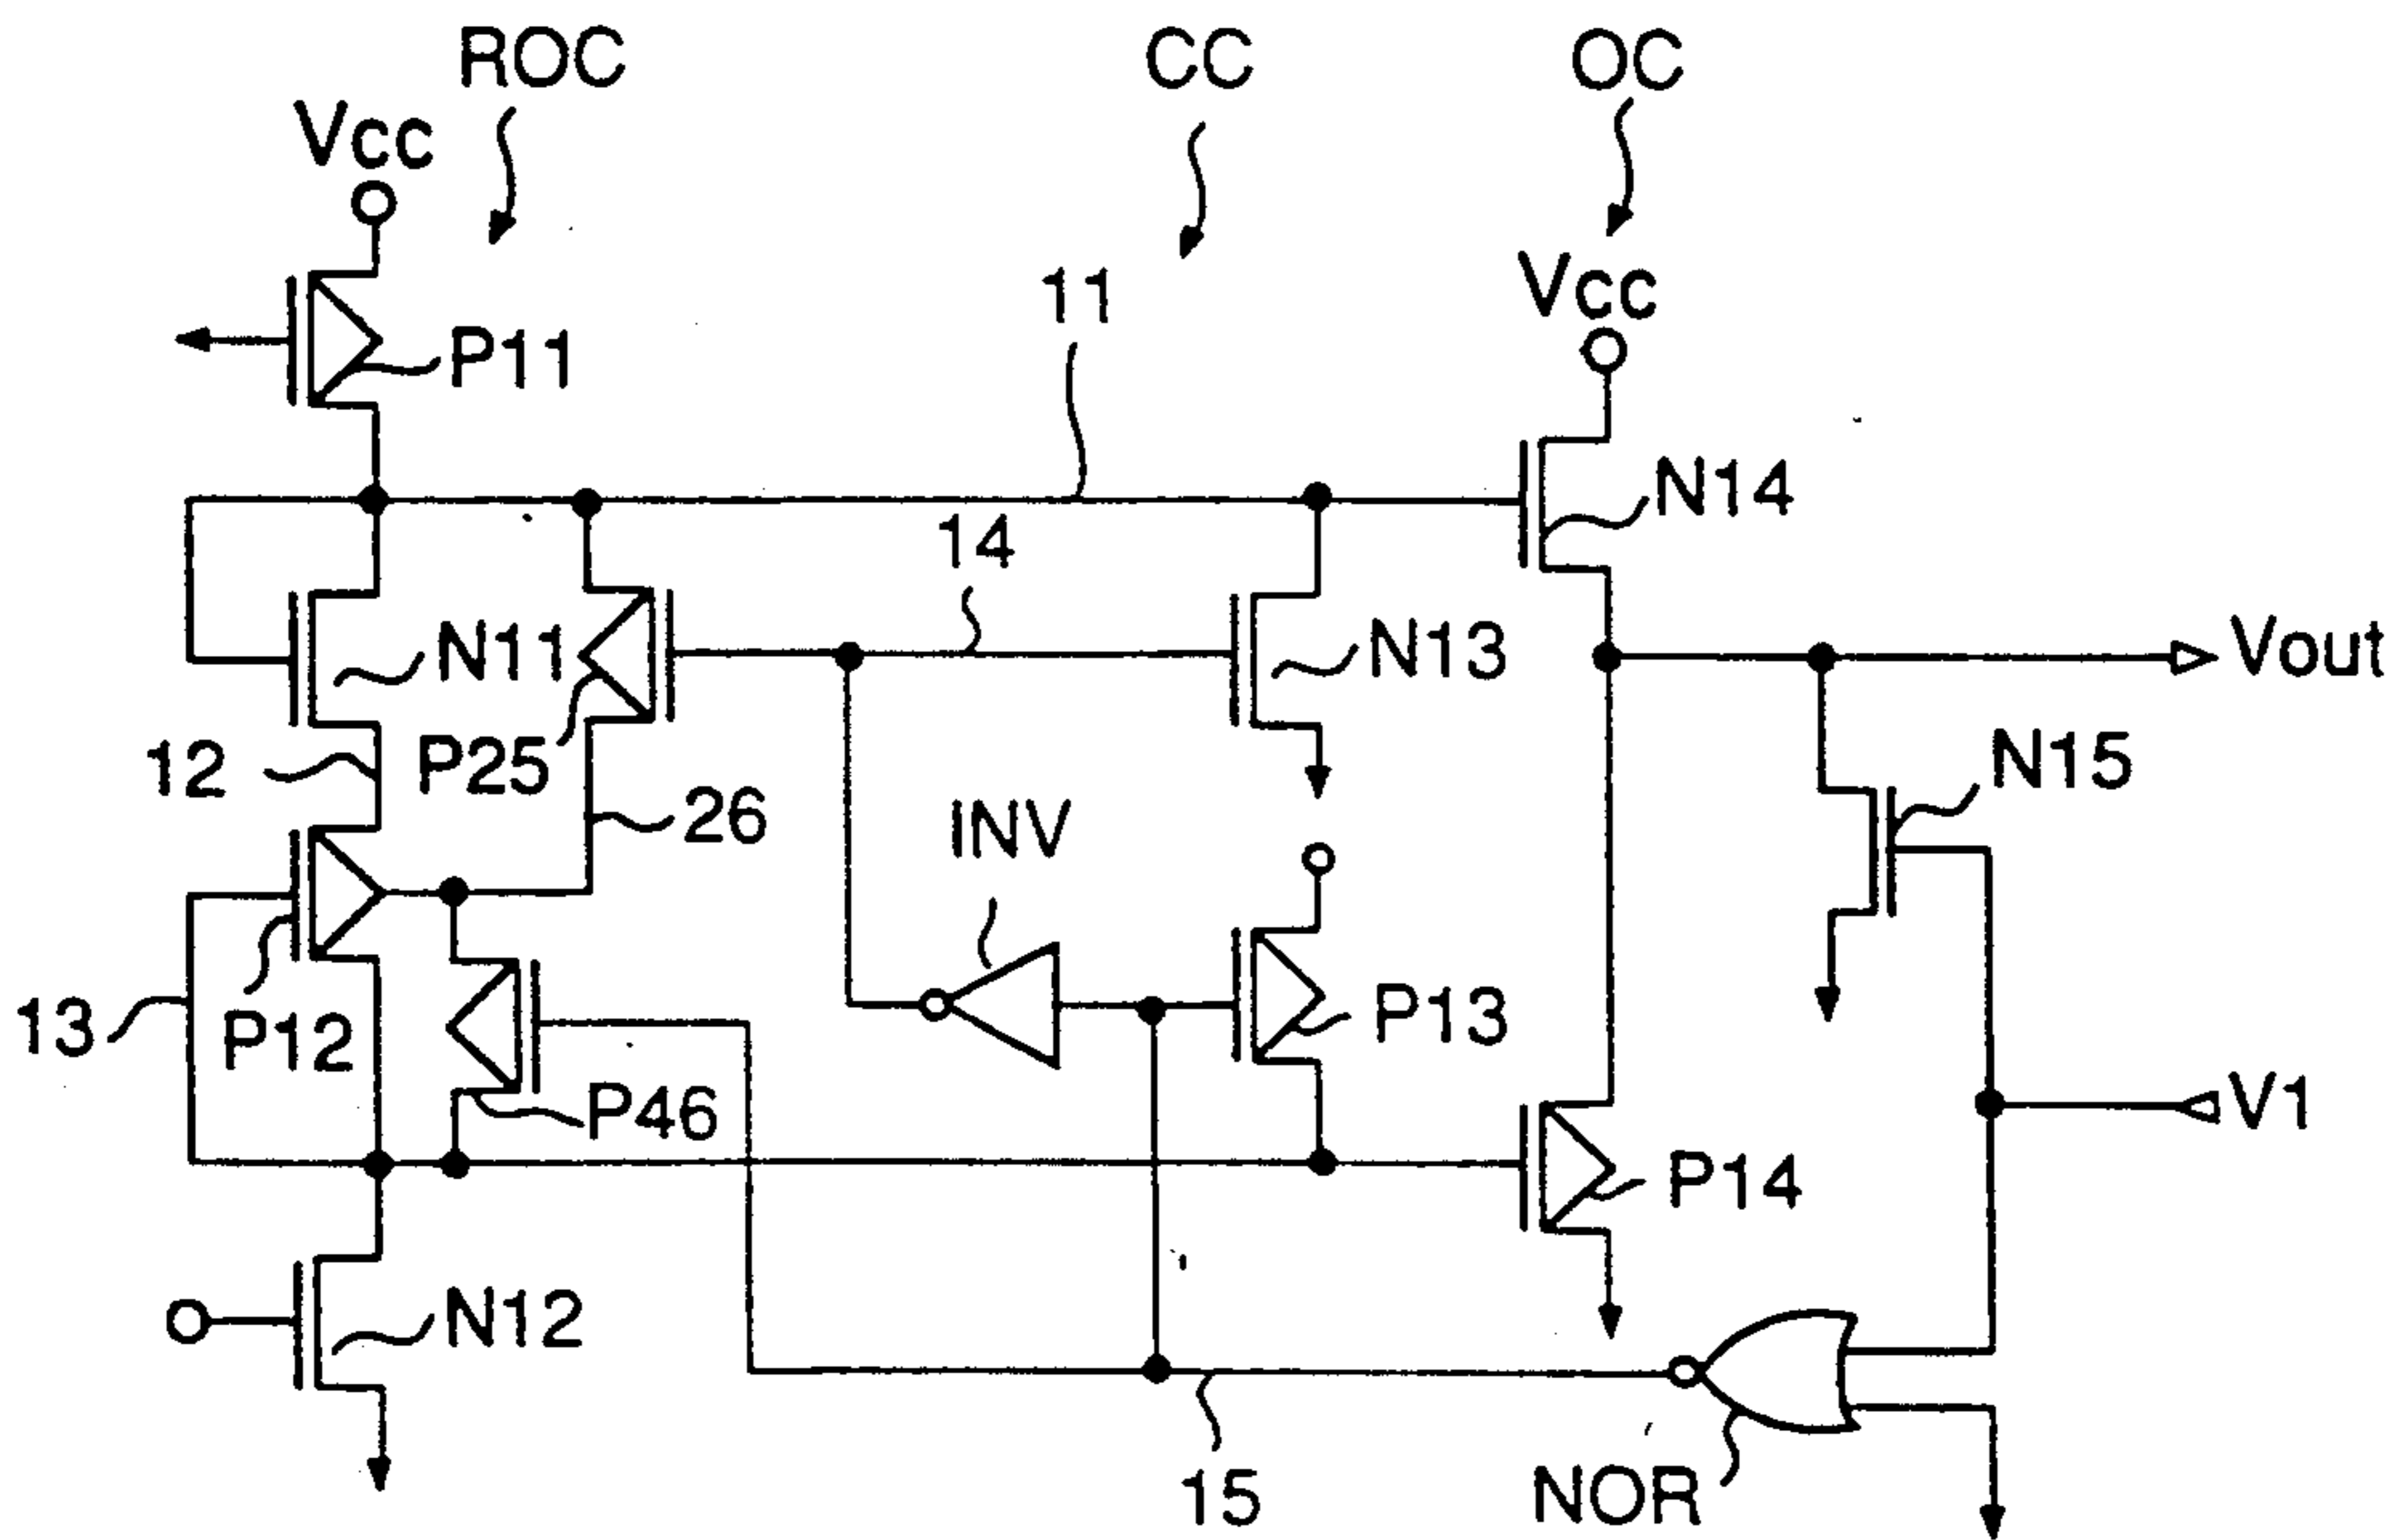 ROC
CC
OC
Vcc
11
Vcc
P11
14
N14
N11
N13
Vout
12
P25
26
INV
N15
13
P12
P13
P46
V1
P14
N12
15
NOR